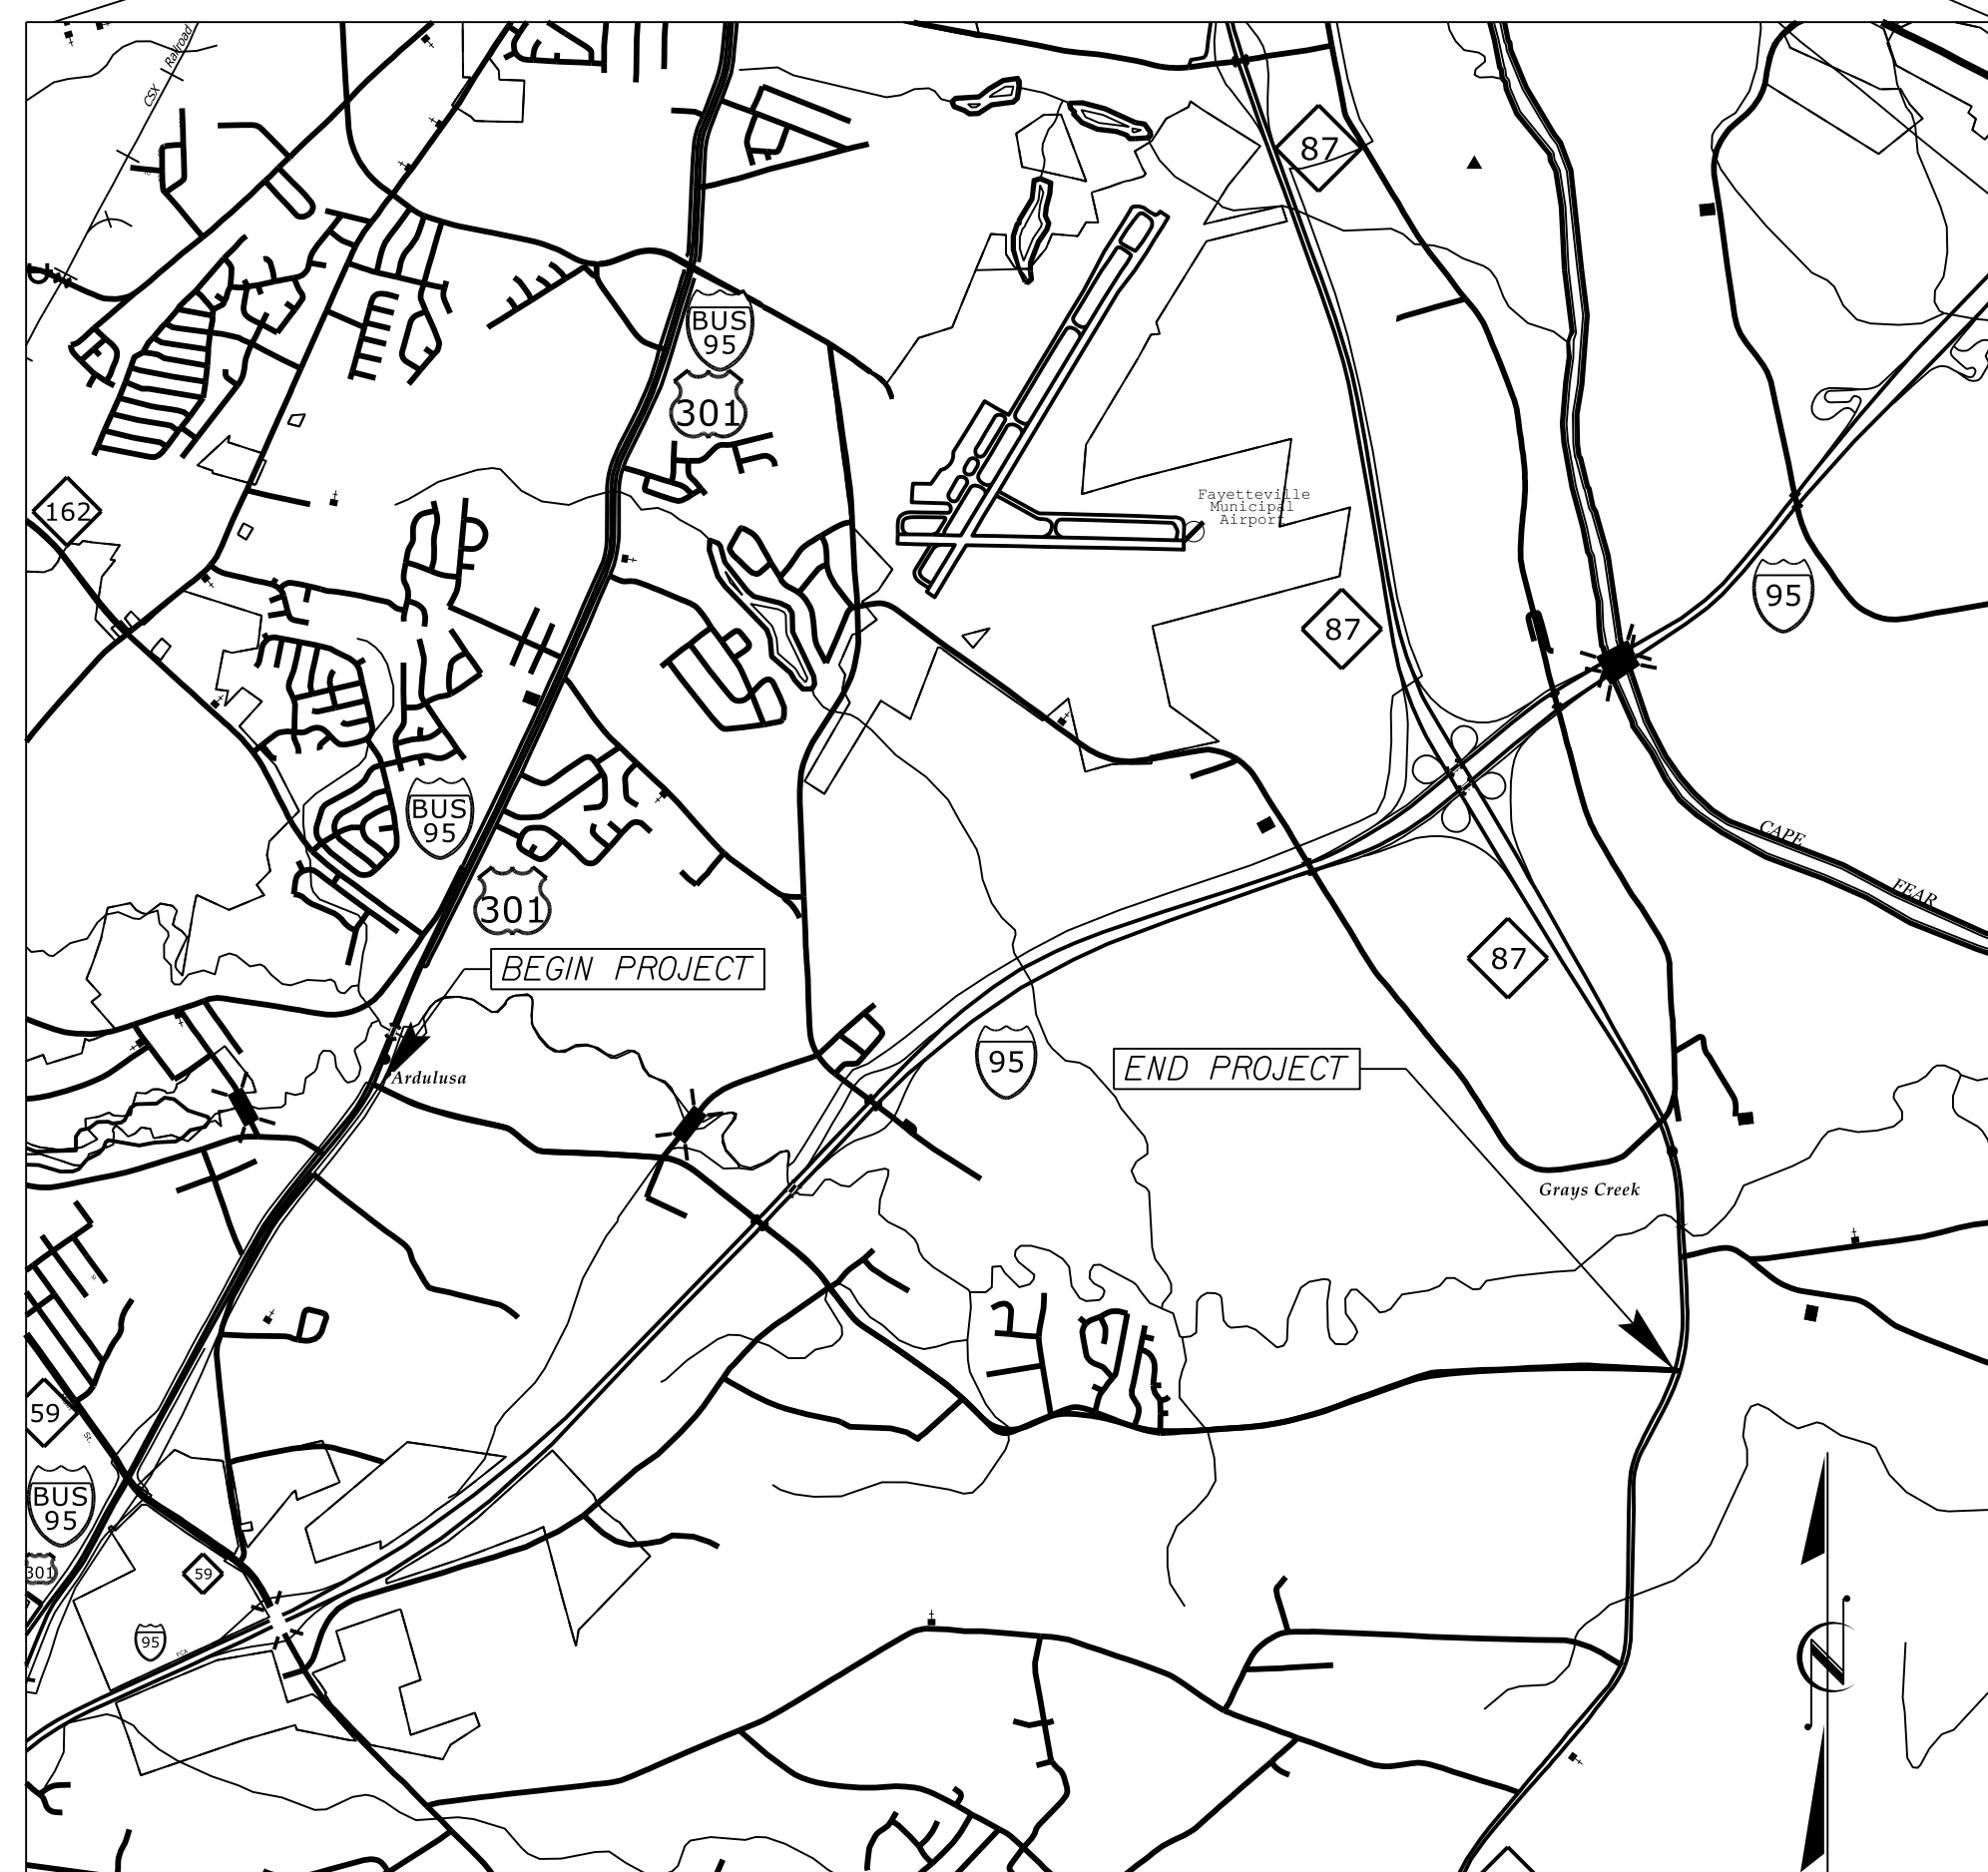 CSX Railroad
87
BUS
95
301
162
Fayetteville
Municipal
Airport
95
87
BUS
95
301
CAPE
FEAR
87
BEGIN PROJECT
95
END PROJECT
Ardulusa
Grays Creek
59
St.
BUS
95
301
59
95
N